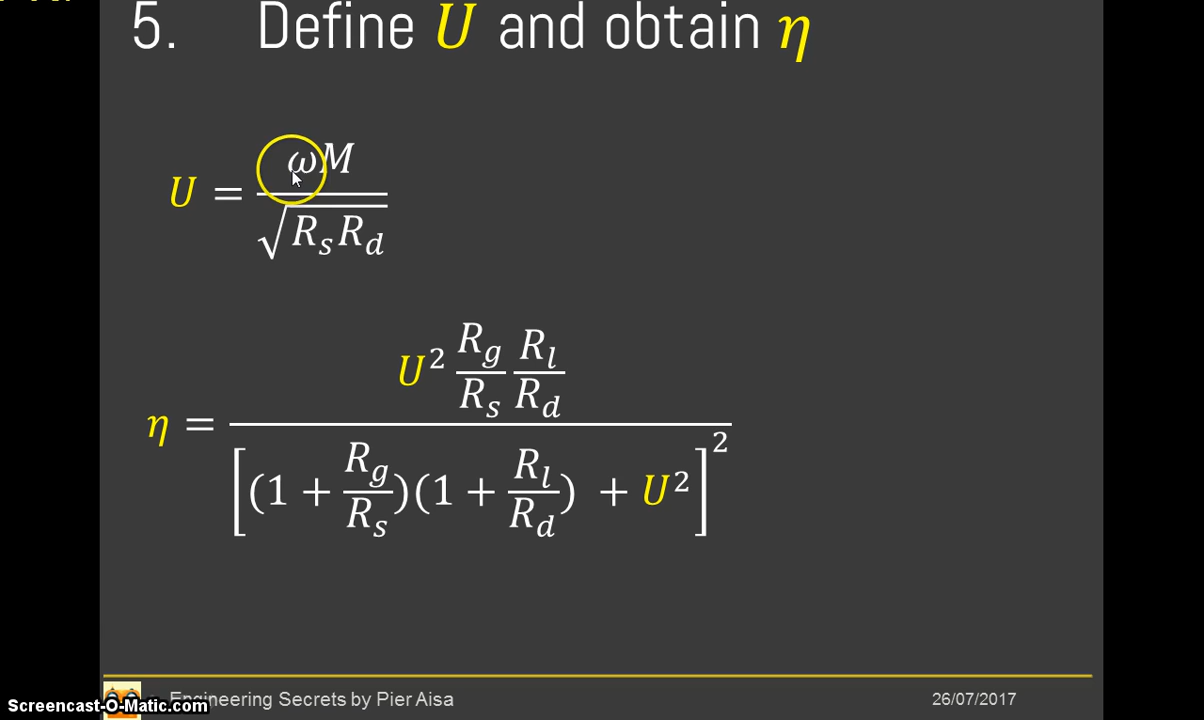 5. Define U and obtain η
U = ωM / √(R_s R_d)
η = U² (R_g/R_s) (R_l/R_d) / [(1 + R_g/R_s)(1 + R_l/R_d) + U²]²
Engineering Secrets by Pier Aisa
26/07/2017
Screencast-O-Matic.com